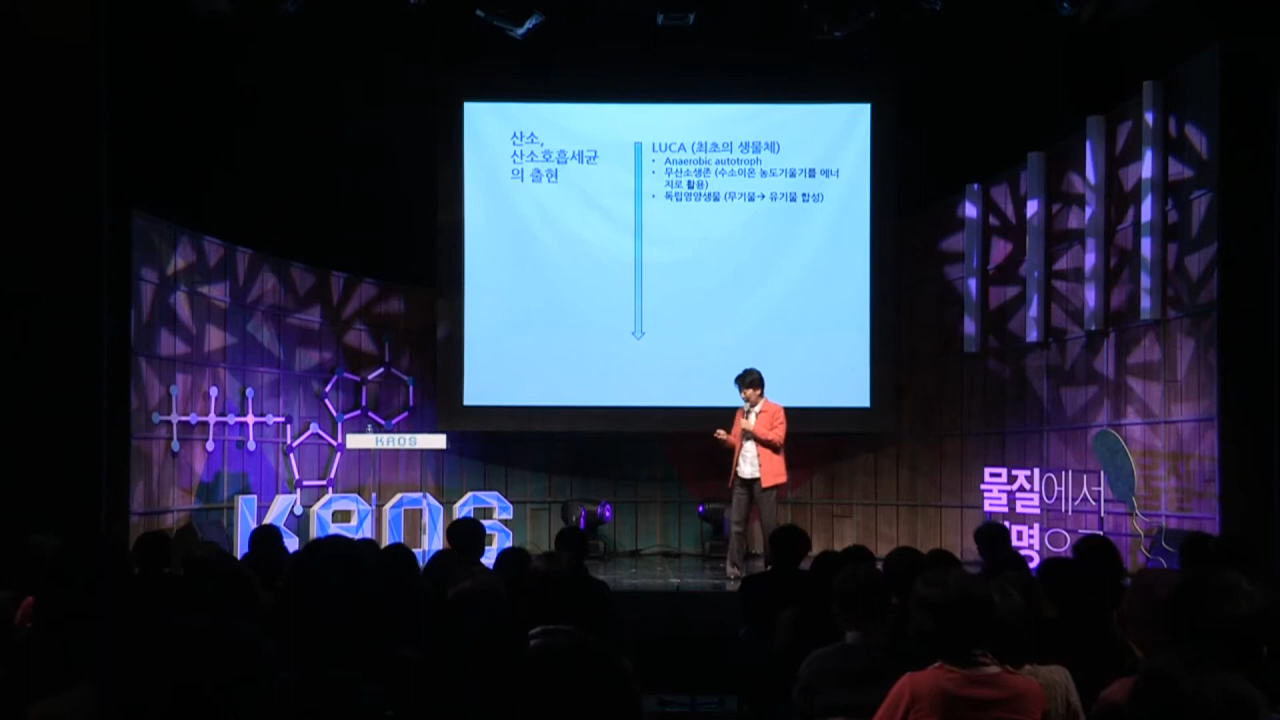 산소,
산소호흡세균
의 출현
LUCA (최초의 생물체)
• Anaerobic autotroph
• 무산소생존 (수소이온 농도기울기를 에너
지로 활용)
• 독립영양생물 (무기물→ 유기물 합성)
KAOS
KAOS
물질에서
명으로